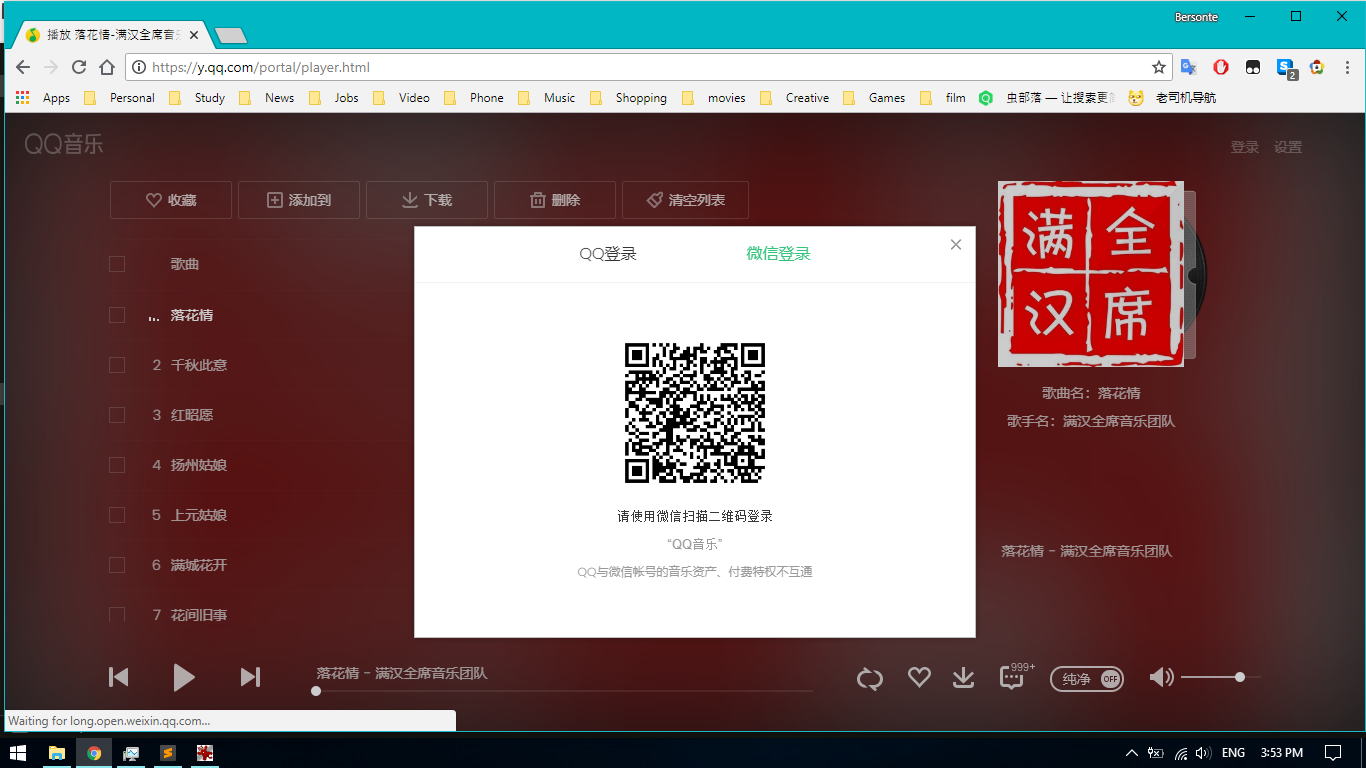 Bersonte
播放 落花情-满汉全席音乐
https://y.qq.com/portal/player.html
2
Apps Personal Study News Jobs Video Phone Music Shopping movies Creative Games film 虫部落 — 让搜索更 老司机导航
QQ音乐
登录 设置
收藏 添加到 下载 删除 清空列表
QQ登录 微信登录
歌曲
... 落花情
2 千秋此意
3 红昭愿
4 扬州姑娘
5 上元姑娘
6 满城花开
7 花间旧事
请使用微信扫描二维码登录
“QQ音乐”
QQ与微信帐号的音乐资产、付费特权不互通
满 全
汉 席
歌曲名：落花情
歌手名：满汉全席音乐团队
落花情 - 满汉全席音乐团队
落花情 - 满汉全席音乐团队
999+
纯净 OFF
Waiting for long.open.weixin.qq.com...
ENG 3:53 PM